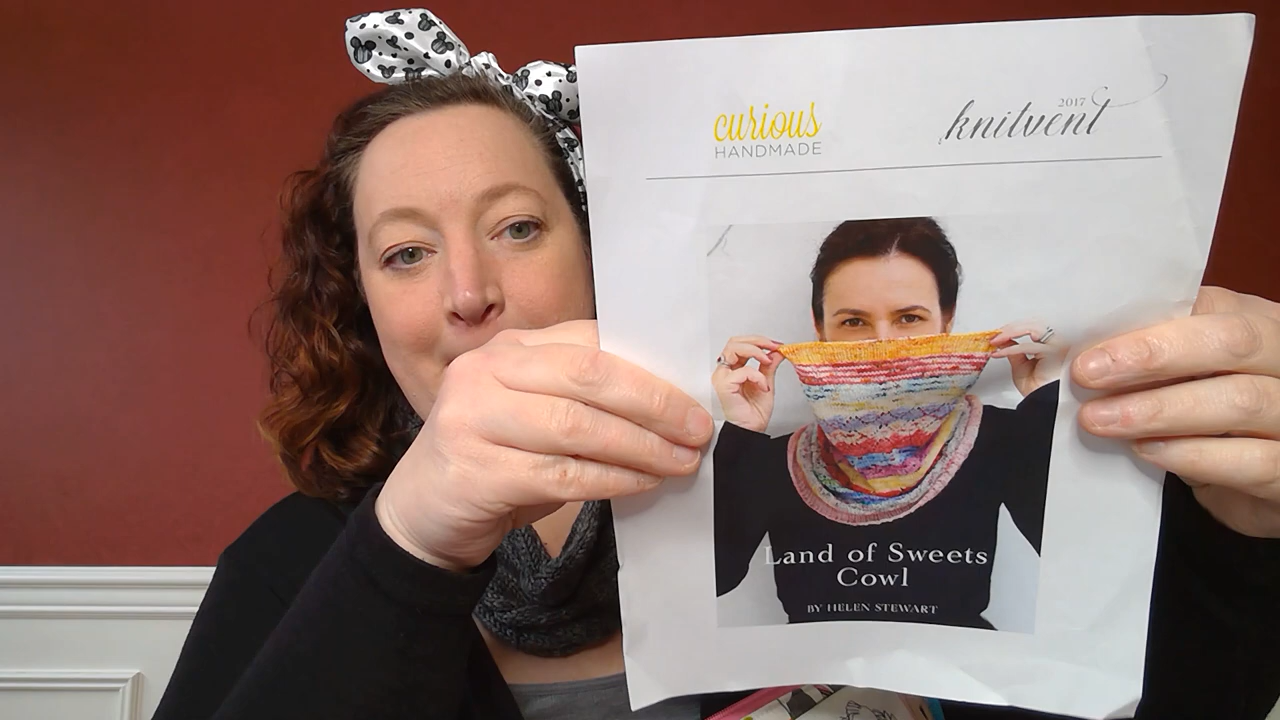 curious
HANDMADE
2017
knitvent
Land of Sweets
Cowl
BY HELEN STEWART